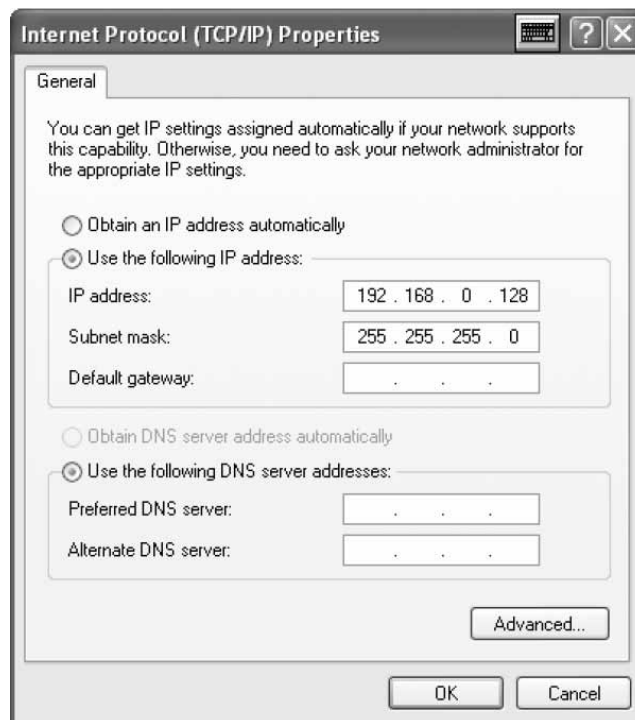 Internet Protocol (TCP/IP) Properties
General
You can get IP settings assigned automatically if your network supports
this capability. Otherwise, you need to ask your network administrator for
the appropriate IP settings.
Obtain an IP address automatically
Use the following IP address:
IP address: 192 . 168 . 0 . 128
Subnet mask: 255 . 255 . 255 . 0
Default gateway: . . .
Obtain DNS server address automatically
Use the following DNS server addresses:
Preferred DNS server: . . .
Alternate DNS server: . . .
Advanced...
OK Cancel